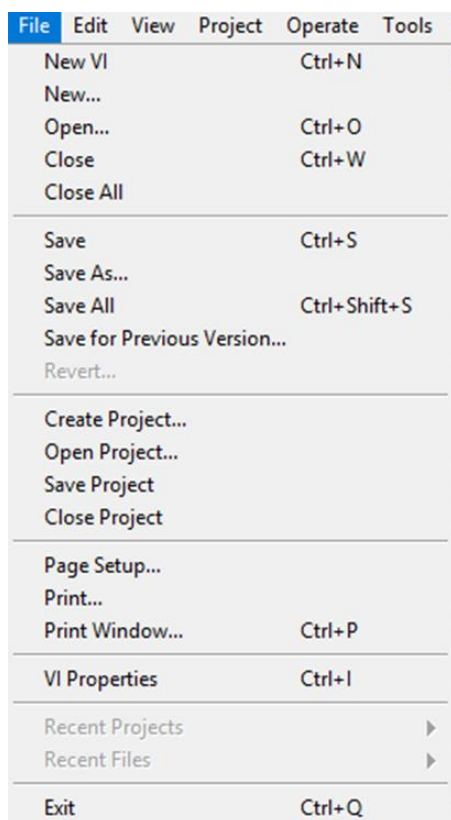 File Edit View Project Operate Tools
New VI Ctrl+N
New...
Open... Ctrl+O
Close Ctrl+W
Close All
Save Ctrl+S
Save As...
Save All Ctrl+Shift+S
Save for Previous Version...
Revert...
Create Project...
Open Project...
Save Project
Close Project
Page Setup...
Print...
Print Window... Ctrl+P
VI Properties Ctrl+I
Recent Projects
Recent Files
Exit Ctrl+Q